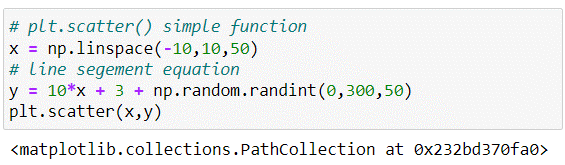 # plt.scatter() simple function
x = np.linspace(-10,10,50)
# line segement equation
y = 10*x + 3 + np.random.randint(0,300,50)
plt.scatter(x,y)
<matplotlib.collections.PathCollection at 0x232bd370fa0>